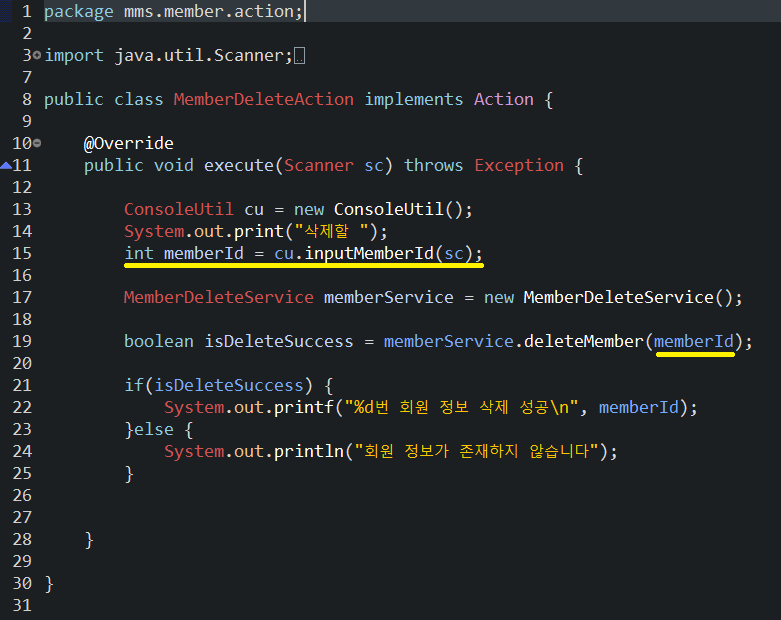 1 package mms.member.action;
2
3 import java.util.Scanner;
7
8 public class MemberDeleteAction implements Action {
9
10     @Override
11     public void execute(Scanner sc) throws Exception {
12
13         ConsoleUtil cu = new ConsoleUtil();
14         System.out.print("삭제할 ");
15         int memberId = cu.inputMemberId(sc);
16
17         MemberDeleteService memberService = new MemberDeleteService();
18
19         boolean isDeleteSuccess = memberService.deleteMember(memberId);
20
21         if(isDeleteSuccess) {
22             System.out.printf("%d번 회원 정보 삭제 성공\n", memberId);
23         }else {
24             System.out.println("회원 정보가 존재하지 않습니다");
25         }
26
27
28     }
29
30 }
31